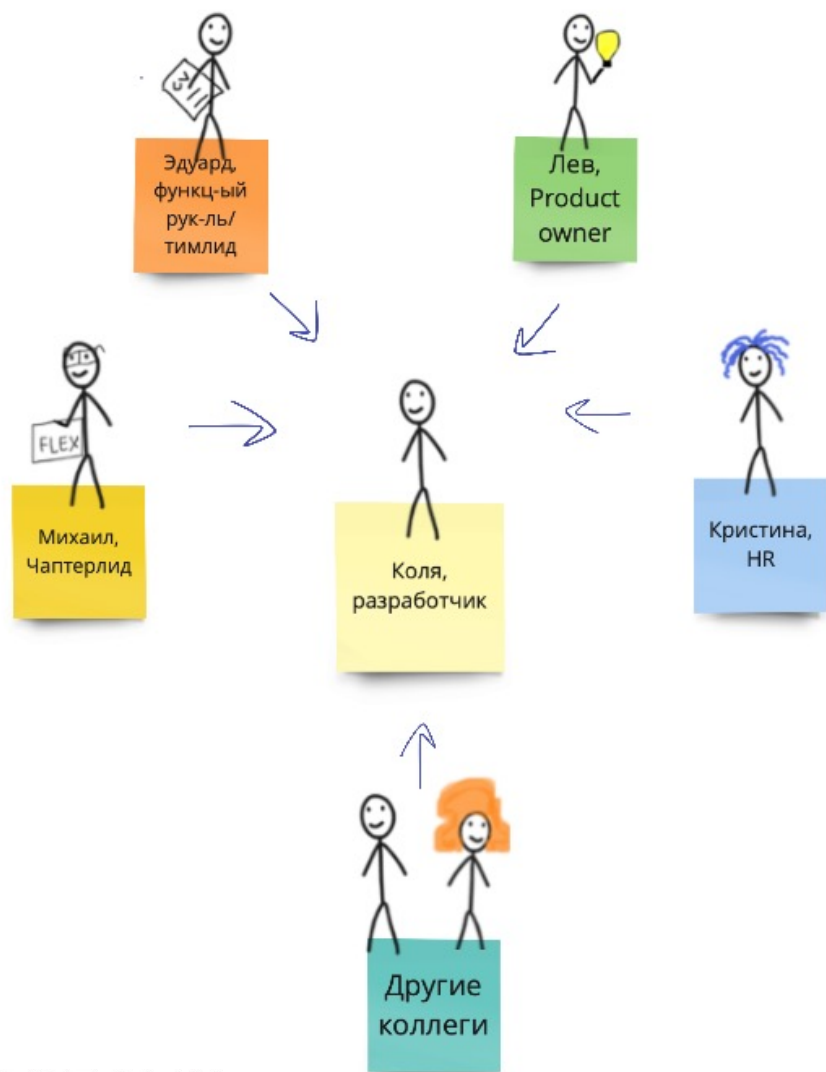 Эдуард,
функц-ый
рук-ль/
тимлид
Лев,
Product
owner
FLEX
Михаил,
Чаптерлид
Коля,
разработчик
Кристина,
HR
Другие
коллеги